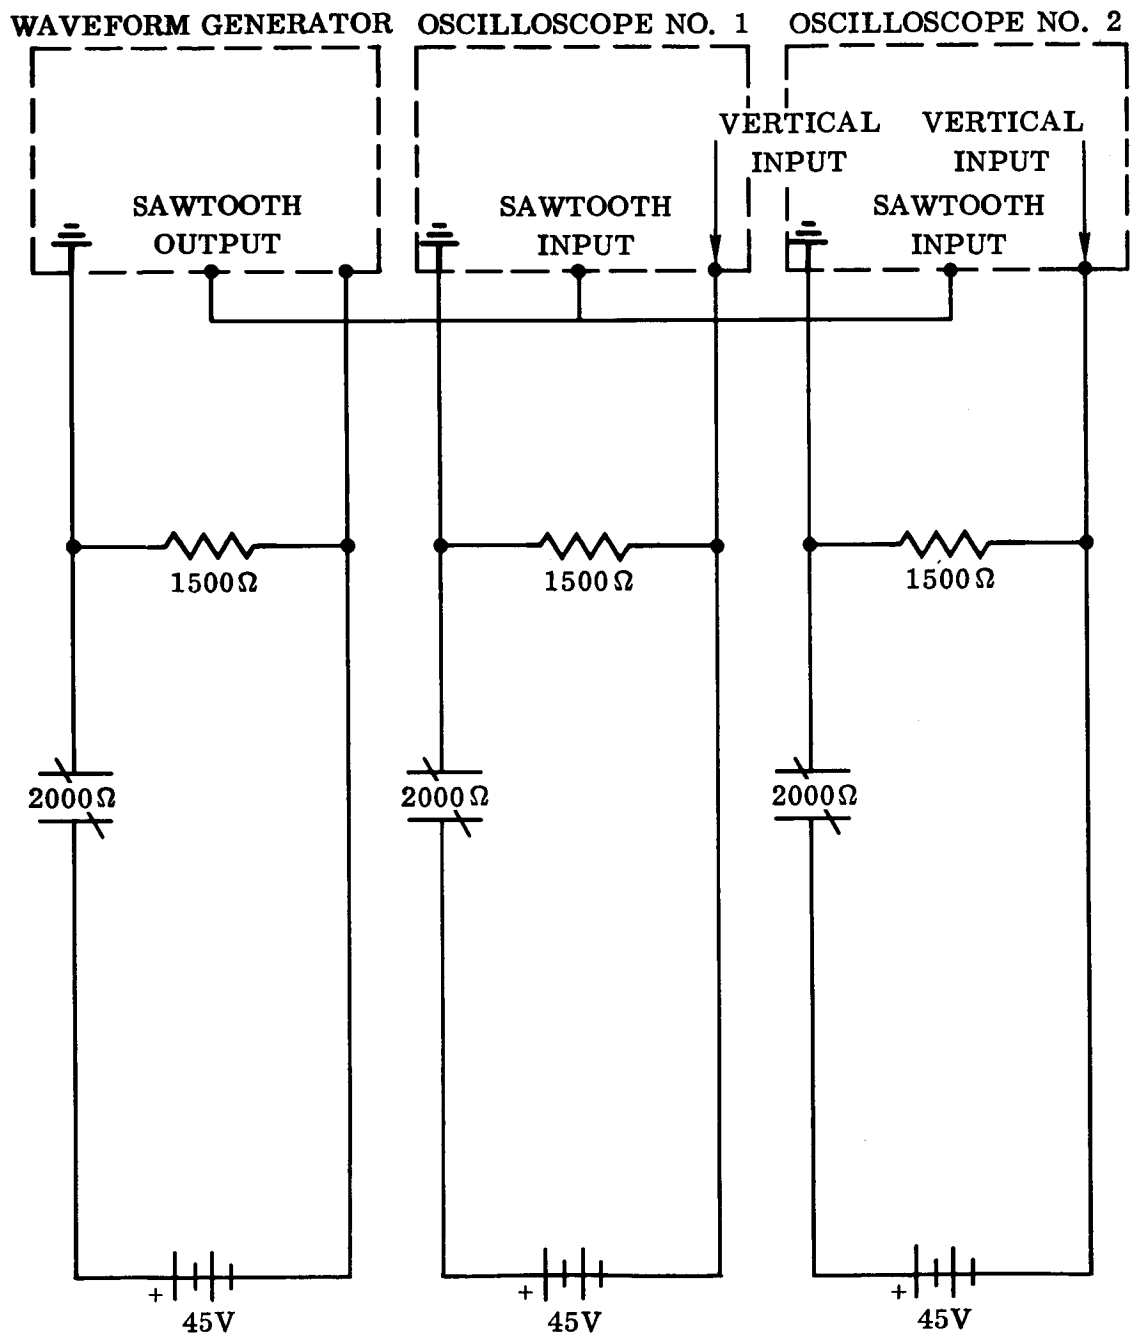 WAVEFORM GENERATOR
OSCILLOSCOPE NO. 1
OSCILLOSCOPE NO. 2
VERTICAL
INPUT
VERTICAL
INPUT
SAWTOOTH
OUTPUT
SAWTOOTH
INPUT
SAWTOOTH
INPUT
1500Ω
1500Ω
1500Ω
2000Ω
2000Ω
2000Ω
+
45V
+
45V
+
45V